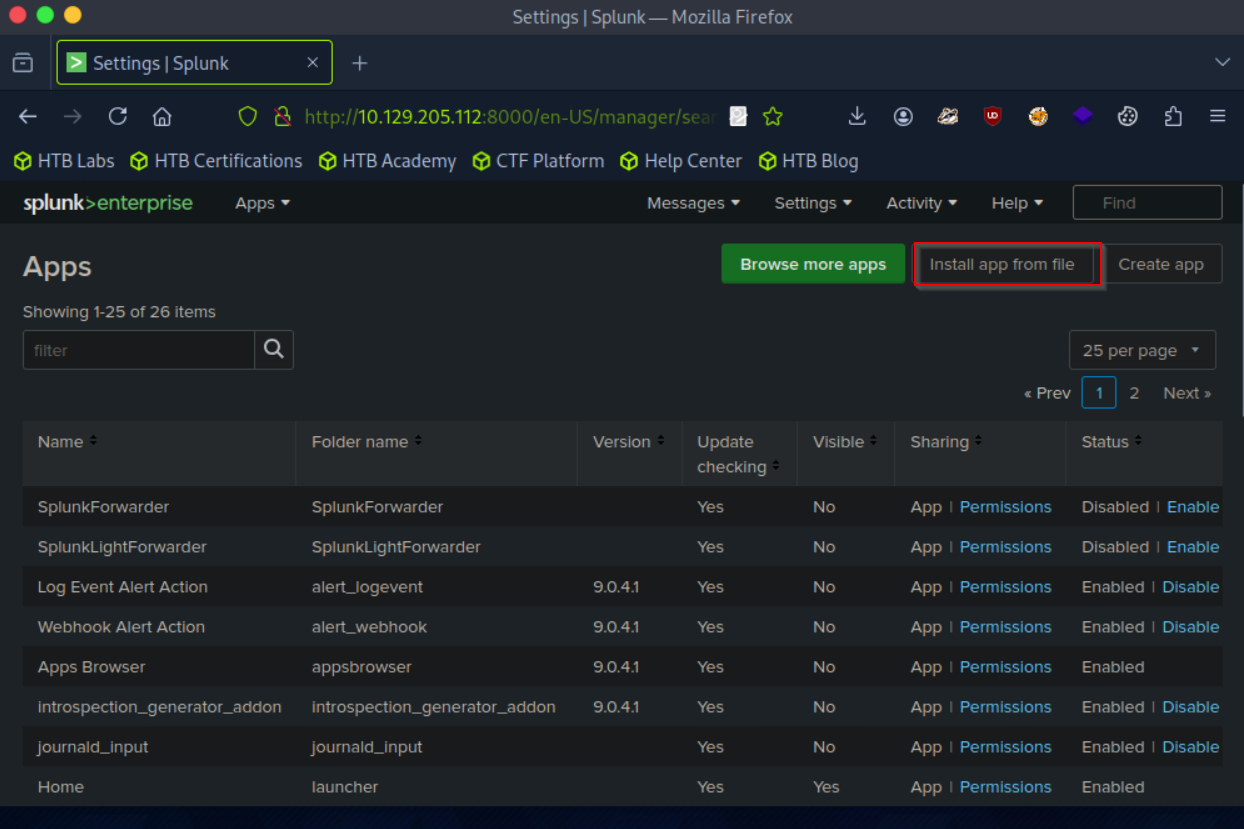 Settings | Splunk — Mozilla Firefox
Settings | Splunk
http://10.129.205.112:8000/en-US/manager/sear
HTB Labs HTB Certifications HTB Academy CTF Platform Help Center HTB Blog
splunk>enterprise Apps Messages Settings Activity Help Find
Apps Browse more apps Install app from file Create app
Showing 1-25 of 26 items
filter 25 per page
« Prev 1 2 Next »
Name Folder name Version Update checking Visible Sharing Status
SplunkForwarder SplunkForwarder Yes No App | Permissions Disabled | Enable
SplunkLightForwarder SplunkLightForwarder Yes No App | Permissions Disabled | Enable
Log Event Alert Action alert_logevent 9.0.4.1 Yes No App | Permissions Enabled | Disable
Webhook Alert Action alert_webhook 9.0.4.1 Yes No App | Permissions Enabled | Disable
Apps Browser appsbrowser 9.0.4.1 Yes No App | Permissions Enabled
introspection_generator_addon introspection_generator_addon 9.0.4.1 Yes No App | Permissions Enabled | Disable
journald_input journald_input Yes No App | Permissions Enabled | Disable
Home launcher Yes Yes App | Permissions Enabled